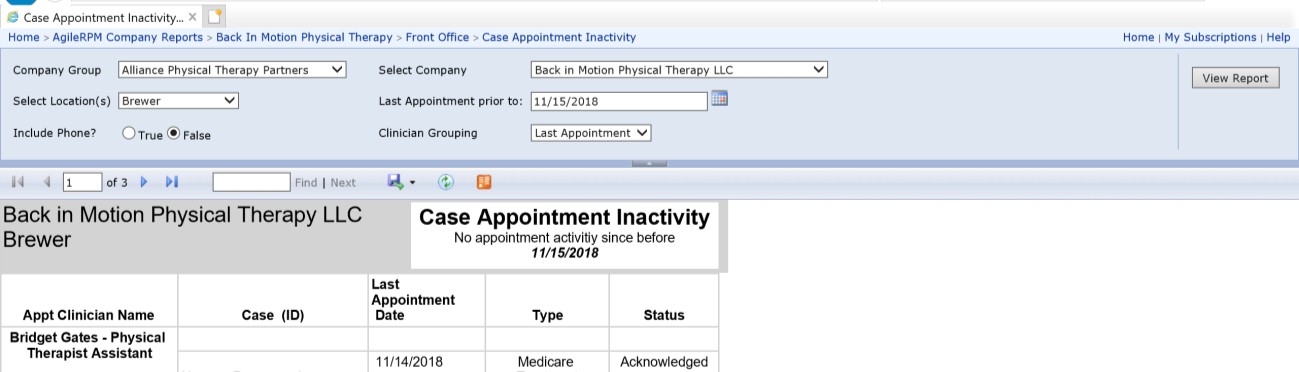 Case Appointment Inactivity...
Home > AgileRPM Company Reports > Back In Motion Physical Therapy > Front Office > Case Appointment Inactivity
Home | My Subscriptions | Help
Company Group Alliance Physical Therapy Partners Select Company Back in Motion Physical Therapy LLC View Report
Select Location(s) Brewer Last Appointment prior to: 11/15/2018
Include Phone? True False Clinician Grouping Last Appointment
1 of 3 Find | Next
Back in Motion Physical Therapy LLC
Brewer
Case Appointment Inactivity
No appointment activitiy since before
11/15/2018
Appt Clinician Name Case (ID) Last Appointment Date Type Status
Bridget Gates - Physical
Therapist Assistant
11/14/2018 Medicare Acknowledged